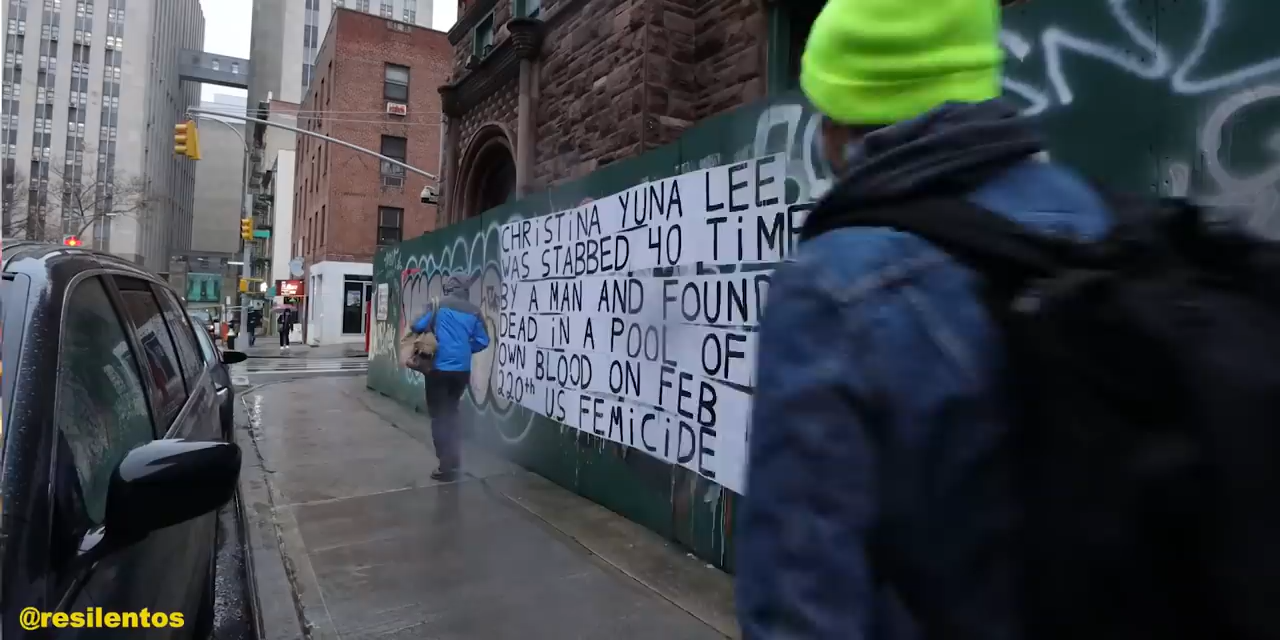 CHRiSTiNA YUNA LEE
WAS STABBED 40 TiME
BY A MAN AND FOUND
DEAD iN A POOL OF
OWN BLOOD ON FEB
220th US FEMiCiDE
@resilentos